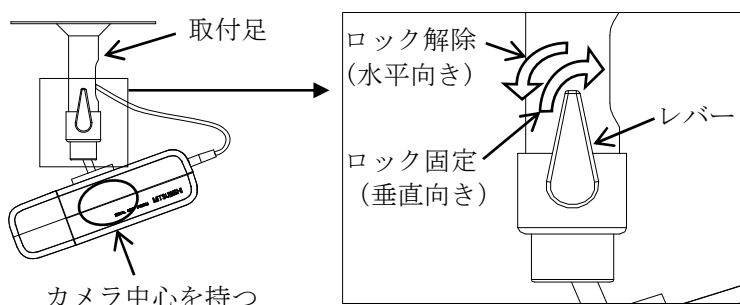 取付足
ロック解除
（水平向き）
レバー
ロック固定
（垂直向き）
MITSUBISHI
カメラ中心を持つ